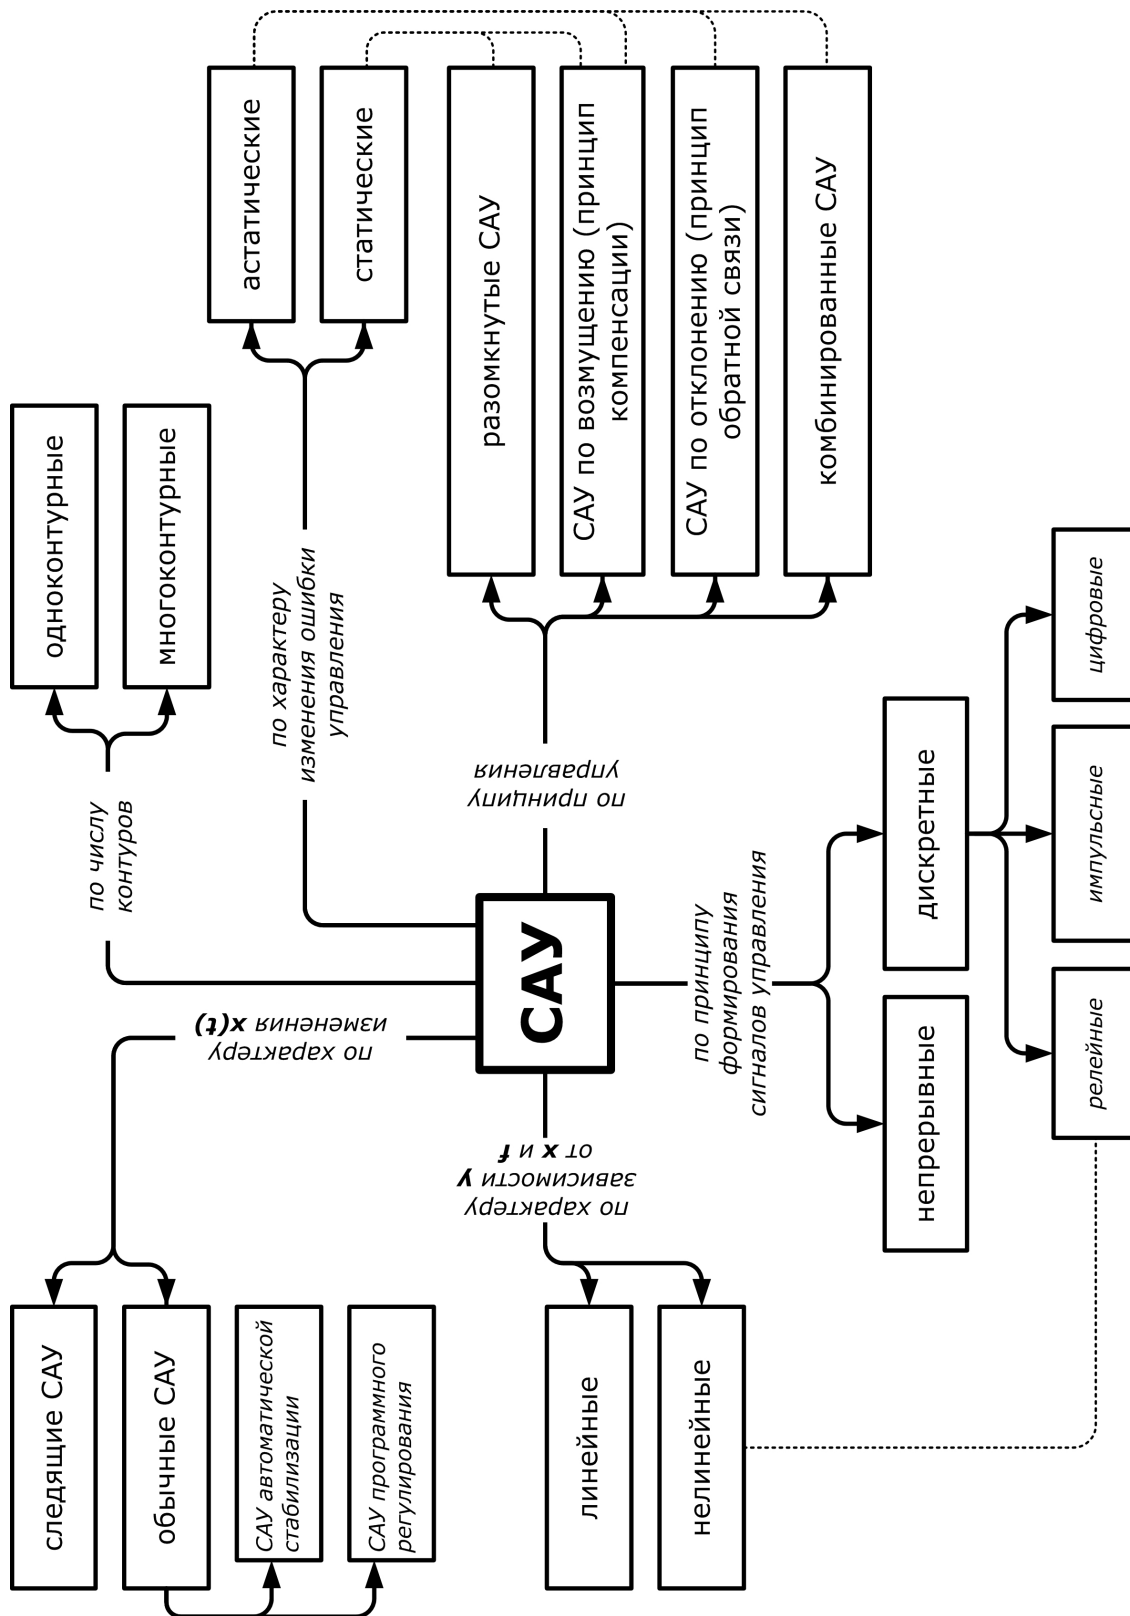 следящие САУ
обычные САУ
САУ автоматической
стабилизации
САУ программного
регулирования
по характеру
изменения x(t)
по числу
контуров
одноконтурные
многоконтурные
по характеру
изменения ошибки
управления
астатические
статические
САУ
по принципу
управления
разомкнутые САУ
САУ по возмущению (принцип
компенсации)
САУ по отклонению (принцип
обратной связи)
комбинированные САУ
по характеру
зависимости y
от x и f
линейные
нелинейные
по принципу
формирования
сигналов управления
непрерывные
дискретные
релейные
импульсные
цифровые